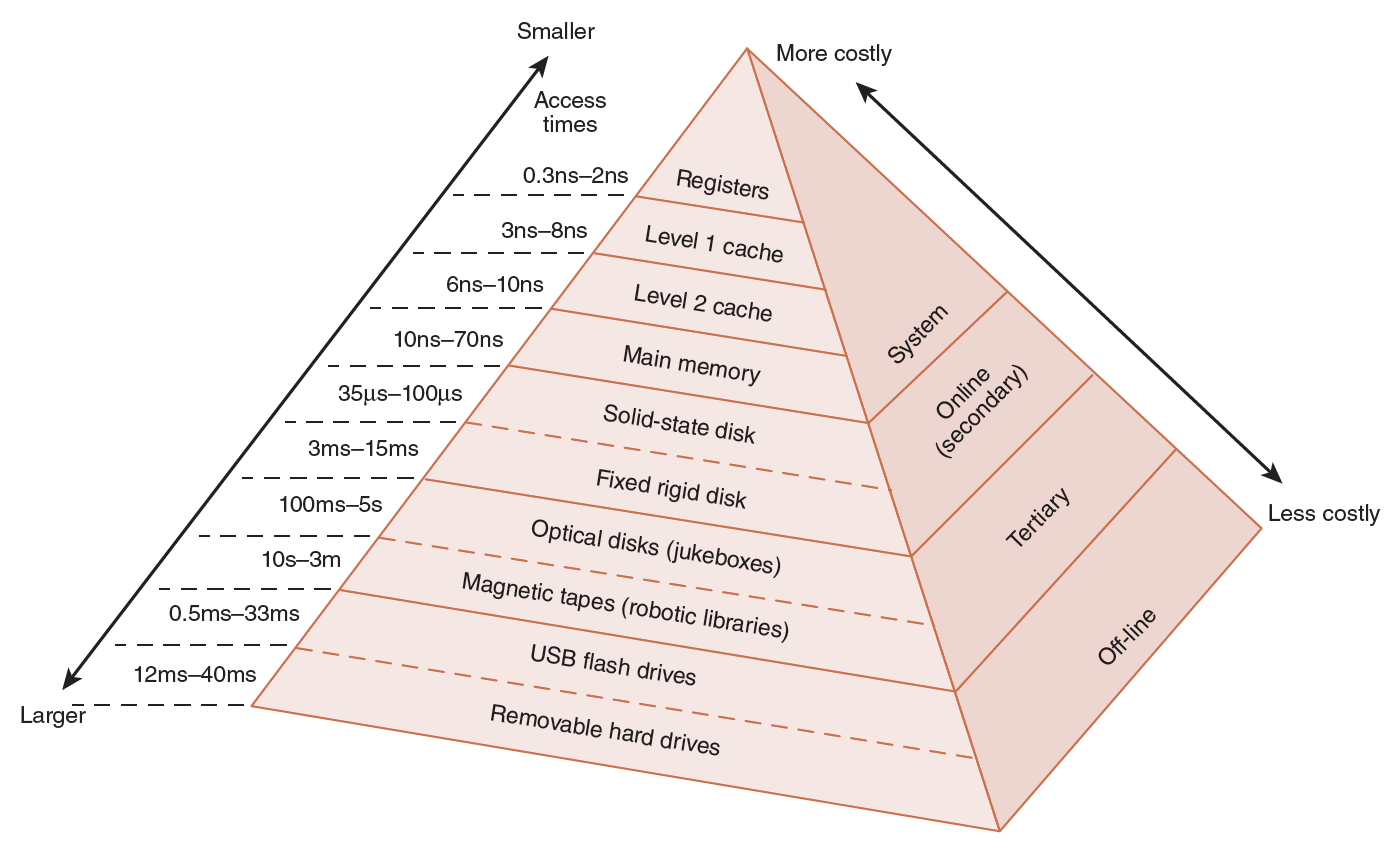 Smaller
More costly
Access
times
0.3ns–2ns
Registers
3ns–8ns
Level 1 cache
6ns–10ns
Level 2 cache
10ns–70ns
Main memory
System
35µs–100µs
Solid-state disk
Online
(secondary)
3ms–15ms
Fixed rigid disk
100ms–5s
Optical disks (jukeboxes)
Tertiary
Less costly
10s–3m
Magnetic tapes (robotic libraries)
0.5ms–33ms
USB flash drives
Off-line
12ms–40ms
Removable hard drives
Larger